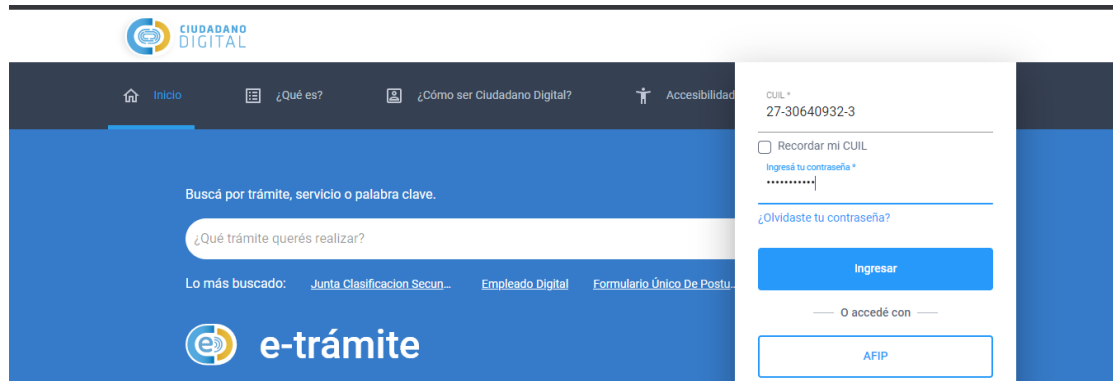 CIUDADANO
DIGITAL
Inicio
¿Qué es?
¿Cómo ser Ciudadano Digital?
Accesibilidad
CUIL *
27-30640932-3
Recordar mi CUIL
Ingresá tu contraseña *
•••••••••••
¿Olvidaste tu contraseña?
Ingresar
O accedé con
AFIP
Buscá por trámite, servicio o palabra clave.
¿Qué trámite querés realizar?
Lo más buscado: Junta Clasificacion Secun... Empleado Digital Formulario Único De Postu...
e-trámite